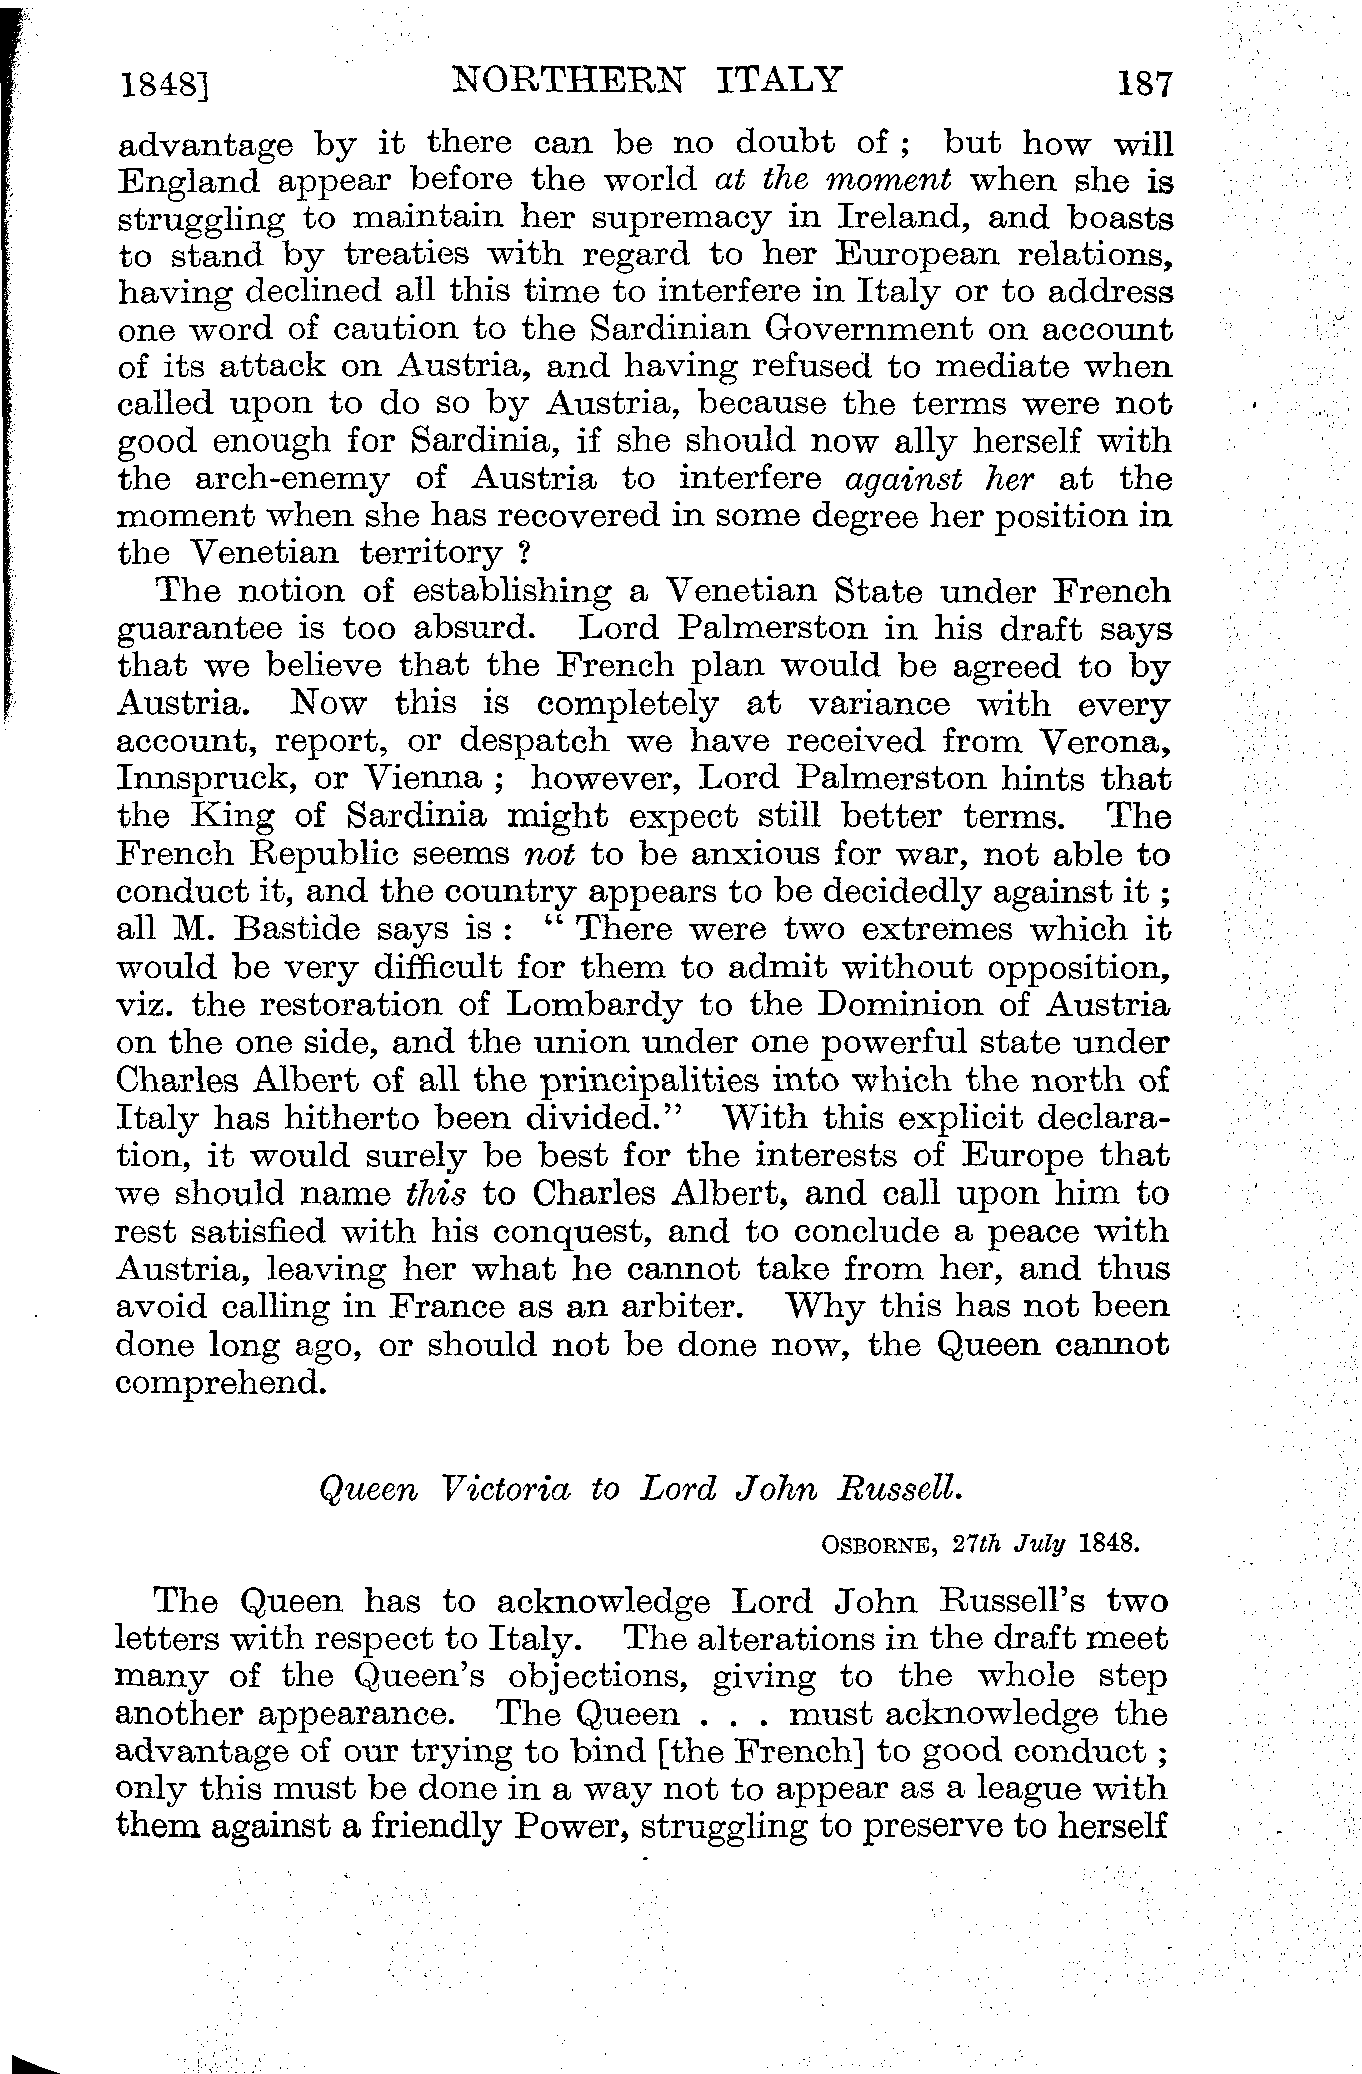 1848] NORTHERN ITALY 187
advantage by it there can be no doubt of ; but how will
England appear before the world at the moment when she is
struggling to maintain her supremacy in Ireland, and boasts
to stand by treaties with regard to her European relations,
having declined all this time to interfere in Italy or to address
one word of caution to the Sardinian Government on account
of its attack on Austria, and having refused to mediate when
called upon to do so by Austria, because the terms were not
good enough for Sardinia, if she should now ally herself with
the arch-enemy of Austria to interfere against her at the
moment when she has recovered in some degree her position in
the Venetian territory ?
The notion of establishing a Venetian State under French
guarantee is too absurd. Lord Palmerston in his draft says
that we believe that the French plan would be agreed to by
Austria. Now this is completely at variance with every
account, report, or despatch we have received from Verona,
Innspruck, or Vienna ; however, Lord Palmerston hints that
the King of Sardinia might expect still better terms. The
French Republic seems not to be anxious for war, not able to
conduct it, and the country appears to be decidedly against it ;
all M. Bastide says is : “ There were two extremes which it
would be very difficult for them to admit without opposition,
viz. the restoration of Lombardy to the Dominion of Austria
on the one side, and the union under one powerful state under
Charles Albert of all the principalities into which the north of
Italy has hitherto been divided.” With this explicit declara-
tion, it would surely be best for the interests of Europe that
we should name this to Charles Albert, and call upon him to
rest satisfied with his conquest, and to conclude a peace with
Austria, leaving her what he cannot take from her, and thus
avoid calling in France as an arbiter. Why this has not been
done long ago, or should not be done now, the Queen cannot
comprehend.
Queen Victoria to Lord John Russell.
OSBORNE, 27th July 1848.
The Queen has to acknowledge Lord John Russell’s two
letters with respect to Italy. The alterations in the draft meet
many of the Queen’s objections, giving to the whole step
another appearance. The Queen . . . must acknowledge the
advantage of our trying to bind [the French] to good conduct ;
only this must be done in a way not to appear as a league with
them against a friendly Power, struggling to preserve to herself